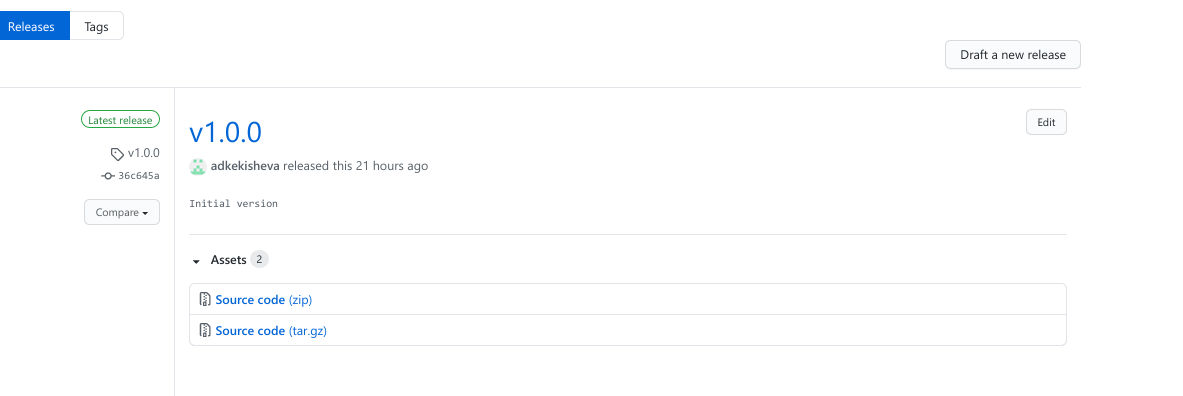 Releases Tags
Draft a new release
Latest release
v1.0.0
36c645a
Compare
v1.0.0
Edit
adkekisheva released this 21 hours ago
Initial version
Assets 2
Source code (zip)
Source code (tar.gz)